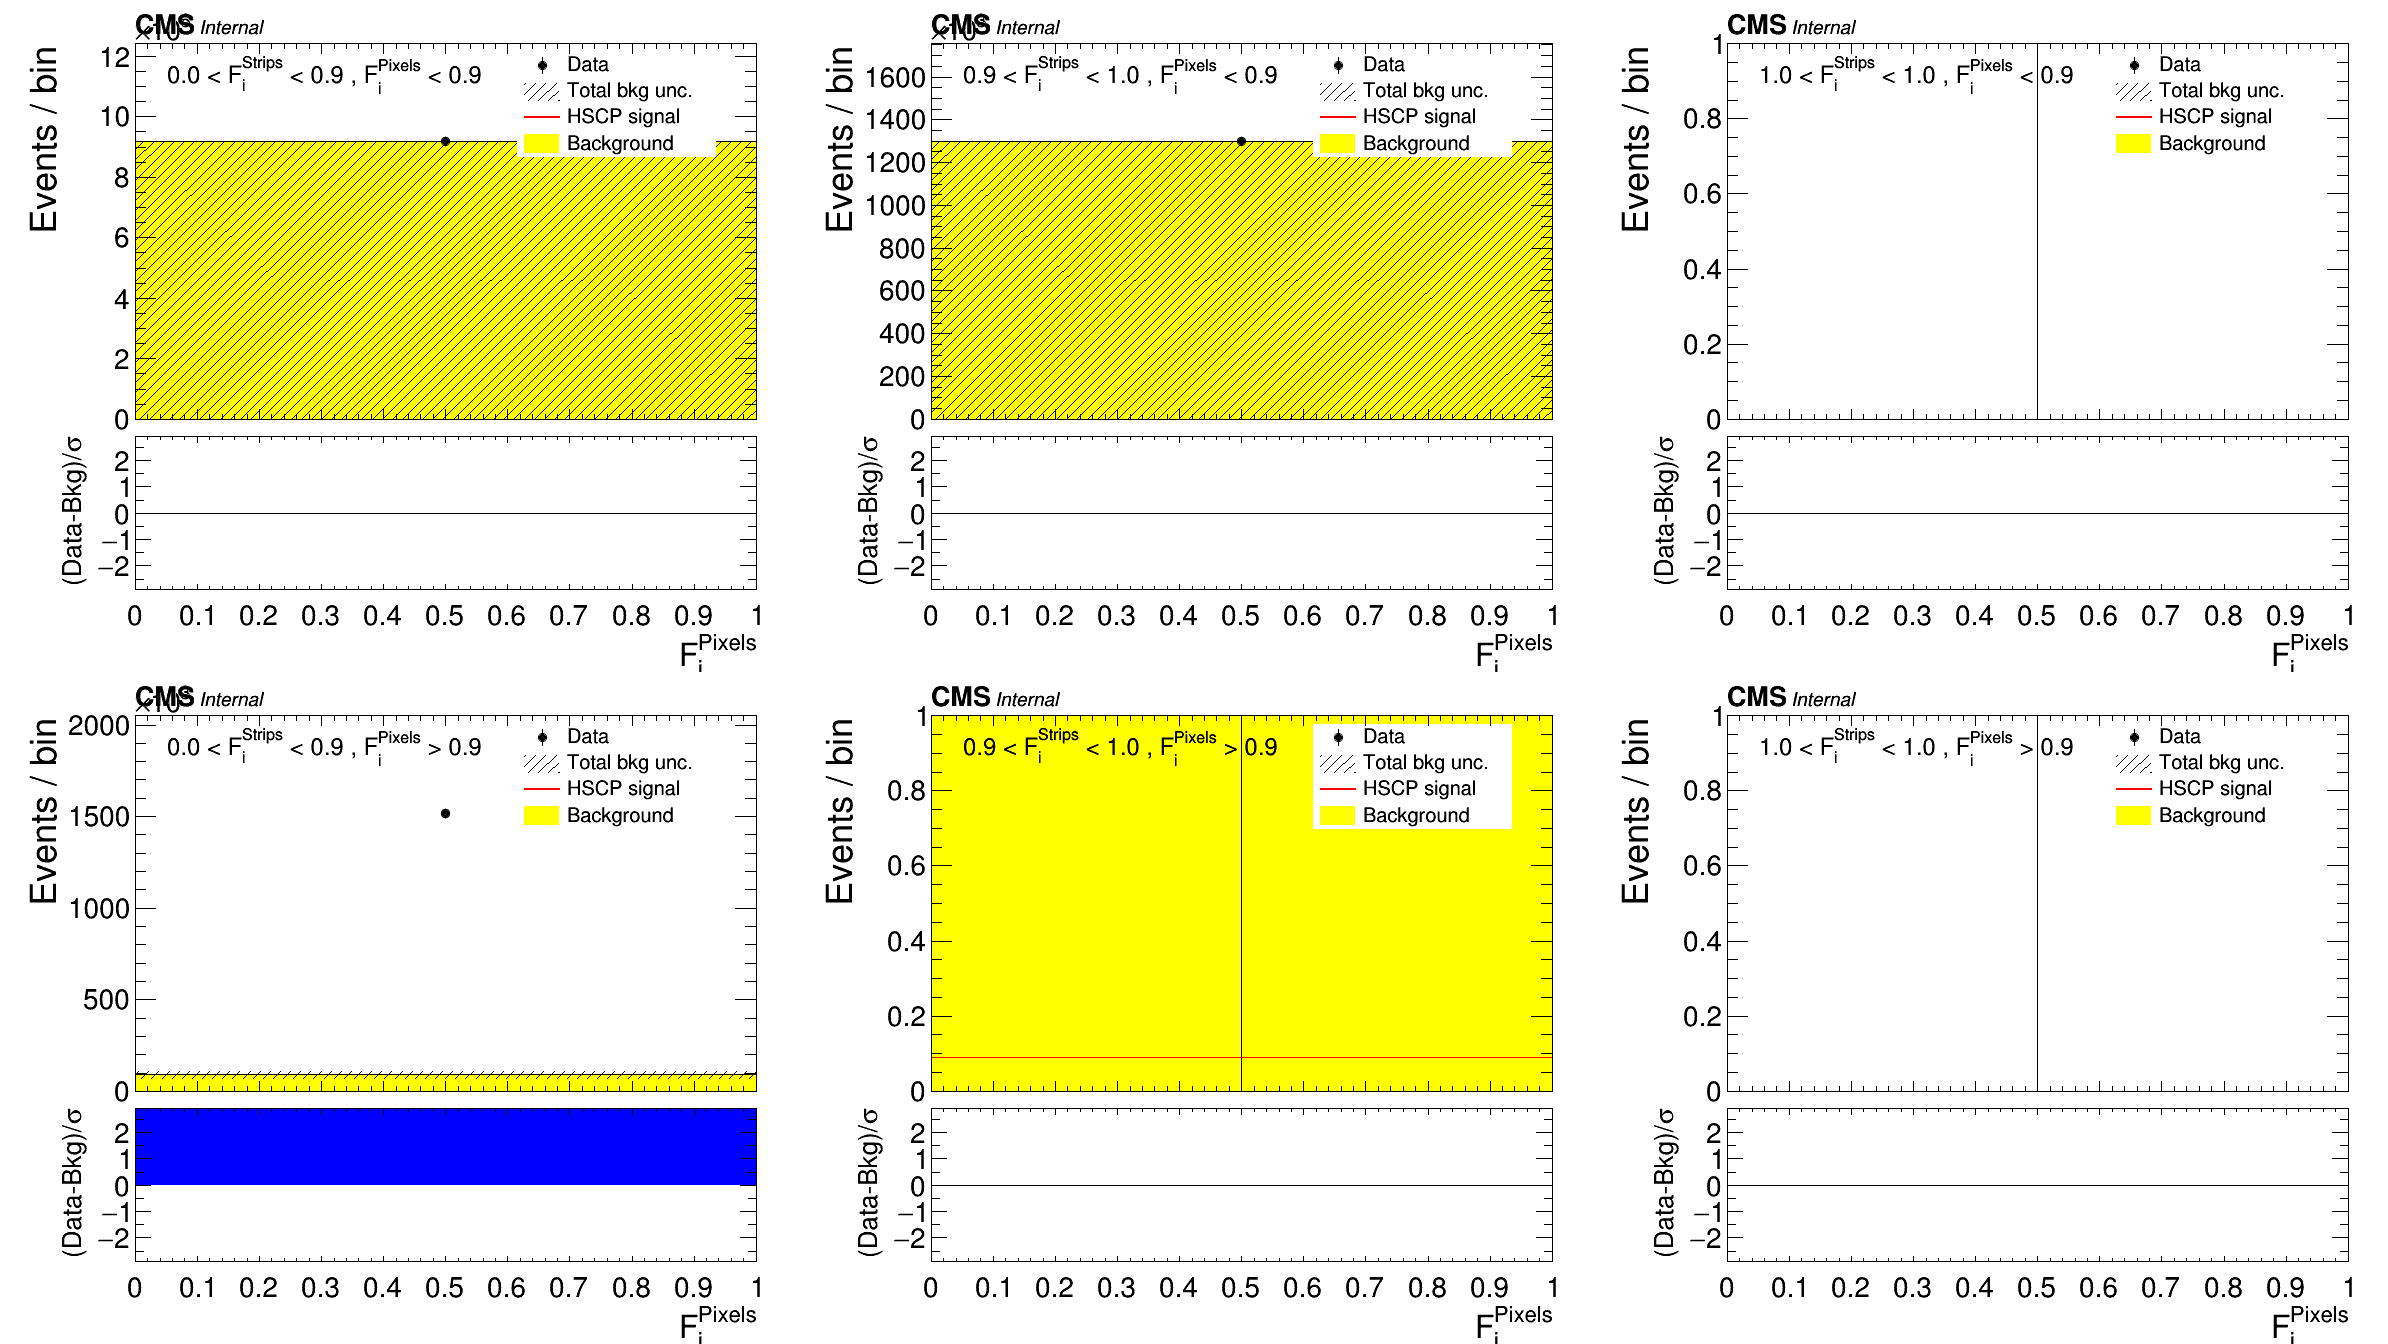 CMS Internal
Events / bin
12
10
8
6
4
2
0
0.0 < F_i^Strips < 0.9 , F_i^Pixels < 0.9
Data
Total bkg unc.
HSCP signal
Background
(Data-Bkg)/σ
2
1
0
−1
−2
0 0.1 0.2 0.3 0.4 0.5 0.6 0.7 0.8 0.9 1
F_i^Pixels
CMS Internal
Events / bin
1600
1400
1200
1000
800
600
400
200
0
0.9 < F_i^Strips < 1.0 , F_i^Pixels < 0.9
Data
Total bkg unc.
HSCP signal
Background
(Data-Bkg)/σ
2
1
0
−1
−2
0 0.1 0.2 0.3 0.4 0.5 0.6 0.7 0.8 0.9 1
F_i^Pixels
CMS Internal
Events / bin
1
0.8
0.6
0.4
0.2
0
1.0 < F_i^Strips < 1.0 , F_i^Pixels < 0.9
Data
Total bkg unc.
HSCP signal
Background
(Data-Bkg)/σ
2
1
0
−1
−2
0 0.1 0.2 0.3 0.4 0.5 0.6 0.7 0.8 0.9 1
F_i^Pixels
CMS Internal
Events / bin
2000
1500
1000
500
0
0.0 < F_i^Strips < 0.9 , F_i^Pixels > 0.9
Data
Total bkg unc.
HSCP signal
Background
(Data-Bkg)/σ
2
1
0
−1
−2
0 0.1 0.2 0.3 0.4 0.5 0.6 0.7 0.8 0.9 1
F_i^Pixels
CMS Internal
Events / bin
1
0.8
0.6
0.4
0.2
0
0.9 < F_i^Strips < 1.0 , F_i^Pixels > 0.9
Data
Total bkg unc.
HSCP signal
Background
(Data-Bkg)/σ
2
1
0
−1
−2
0 0.1 0.2 0.3 0.4 0.5 0.6 0.7 0.8 0.9 1
F_i^Pixels
CMS Internal
Events / bin
1
0.8
0.6
0.4
0.2
0
1.0 < F_i^Strips < 1.0 , F_i^Pixels > 0.9
Data
Total bkg unc.
HSCP signal
Background
(Data-Bkg)/σ
2
1
0
−1
−2
0 0.1 0.2 0.3 0.4 0.5 0.6 0.7 0.8 0.9 1
F_i^Pixels